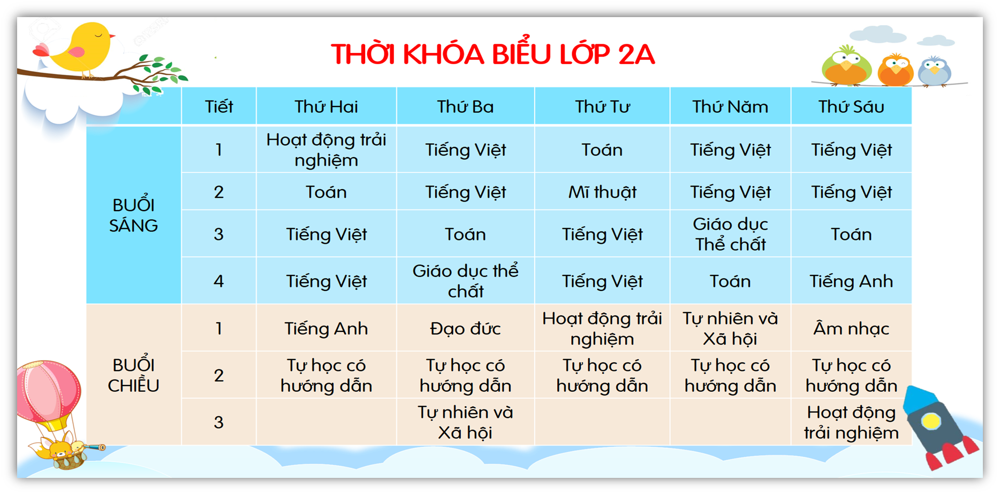 THỜI KHÓA BIỂU LỚP 2A
Tiết Thứ Hai Thứ Ba Thứ Tư Thứ Năm Thứ Sáu
BUỔI
SÁNG
1
Hoạt động trải
nghiệm
Tiếng Việt
Toán
Tiếng Việt
Tiếng Việt
2
Toán
Tiếng Việt
Mĩ thuật
Tiếng Việt
Tiếng Việt
3
Tiếng Việt
Toán
Tiếng Việt
Giáo dục
Thể chất
Toán
4
Tiếng Việt
Giáo dục thể
chất
Tiếng Việt
Toán
Tiếng Anh
BUỔI
CHIỀU
1
Tiếng Anh
Đạo đức
Hoạt động trải
nghiệm
Tự nhiên và
Xã hội
Âm nhạc
2
Tự học có
hướng dẫn
Tự học có
hướng dẫn
Tự học có
hướng dẫn
Tự học có
hướng dẫn
Tự học có
hướng dẫn
3
Tự nhiên và
Xã hội
Hoạt động
trải nghiệm